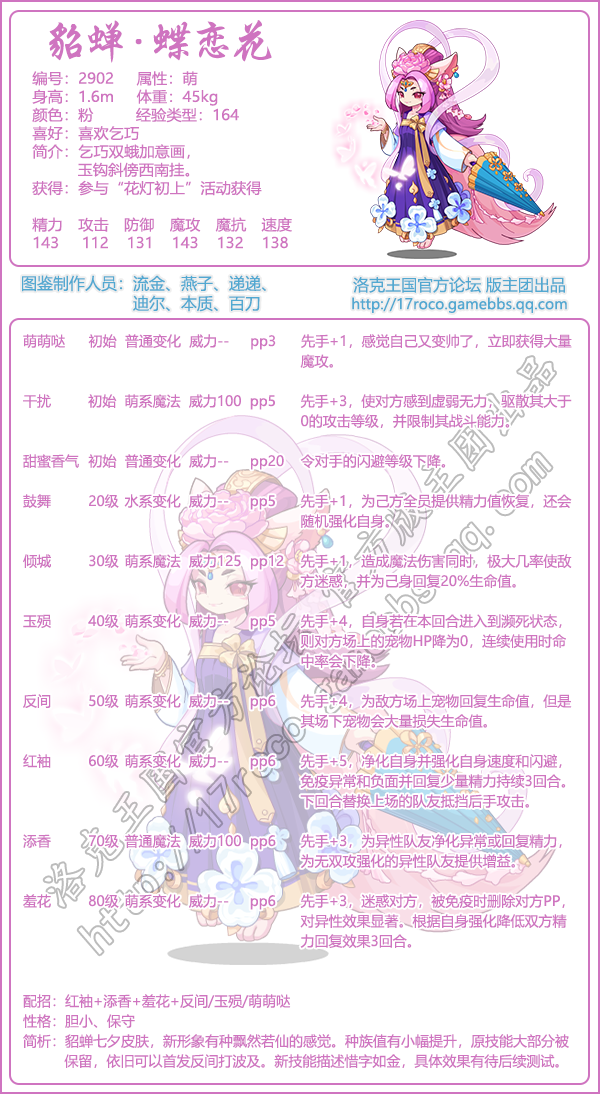 貂蝉·蝶恋花
编号：2902 属性：萌
身高：1.6m 体重：45kg
颜色：粉 经验类型：164
喜好：喜欢乞巧
简介：乞巧双蛾加意画，
玉钩斜傍西南挂。
获得：参与“花灯初上”活动获得
精力 攻击 防御 魔攻 魔抗 速度
143 112 131 143 132 138
图鉴制作人员：流金、燕子、递递、
迪尔、本质、百刀
洛克王国官方论坛 版主团出品
http://17roco.gamebbs.qq.com
萌萌哒 初始 普通变化 威力-- pp3 先手+1，感觉自己又变帅了，立即获得大量
魔攻。
干扰 初始 萌系魔法 威力100 pp5 先手+3，使对方感到虚弱无力，驱散其大于
0的攻击等级，并限制其战斗能力。
甜蜜香气 初始 普通变化 威力-- pp20 令对手的闪避等级下降。
鼓舞 20级 水系变化 威力-- pp5 先手+1，为己方全员提供精力值恢复，还会
随机强化自身。
倾城 30级 萌系魔法 威力125 pp12 先手+1，造成魔法伤害同时，极大几率使敌
方迷惑，并为己身回复20%生命值。
玉殒 40级 萌系变化 威力-- pp5 先手+4，自身若在本回合进入到濒死状态，
则对方场上的宠物HP降为0，连续使用时命
中率会下降。
反间 50级 萌系变化 威力-- pp6 先手+4，为敌方场上宠物回复生命值，但是
其场下宠物会大量损失生命值。
红袖 60级 萌系变化 威力-- pp6 先手+5，净化自身并强化自身速度和闪避，
免疫异常和负面并回复少量精力持续3回合。
下回合替换上场的队友抵挡后手攻击。
添香 70级 普通魔法 威力100 pp6 先手+3，为异性队友净化异常或回复精力，
为无双攻强化的异性队友提供增益。
羞花 80级 萌系变化 威力-- pp6 先手+3，迷惑对方，被免疫时删除对方PP，
对异性效果显著。根据自身强化降低双方精
力回复效果3回合。
洛克王国官方论坛 官方版主团出品
http://17roco.gamebbs.qq.com
配招：红袖+添香+羞花+反间/玉殒/萌萌哒
性格：胆小、保守
简析：貂蝉七夕皮肤，新形象有种飘然若仙的感觉。种族值有小幅提升，原技能大部分被
保留，依旧可以首发反间打波及。新技能描述惜字如金，具体效果有待后续测试。